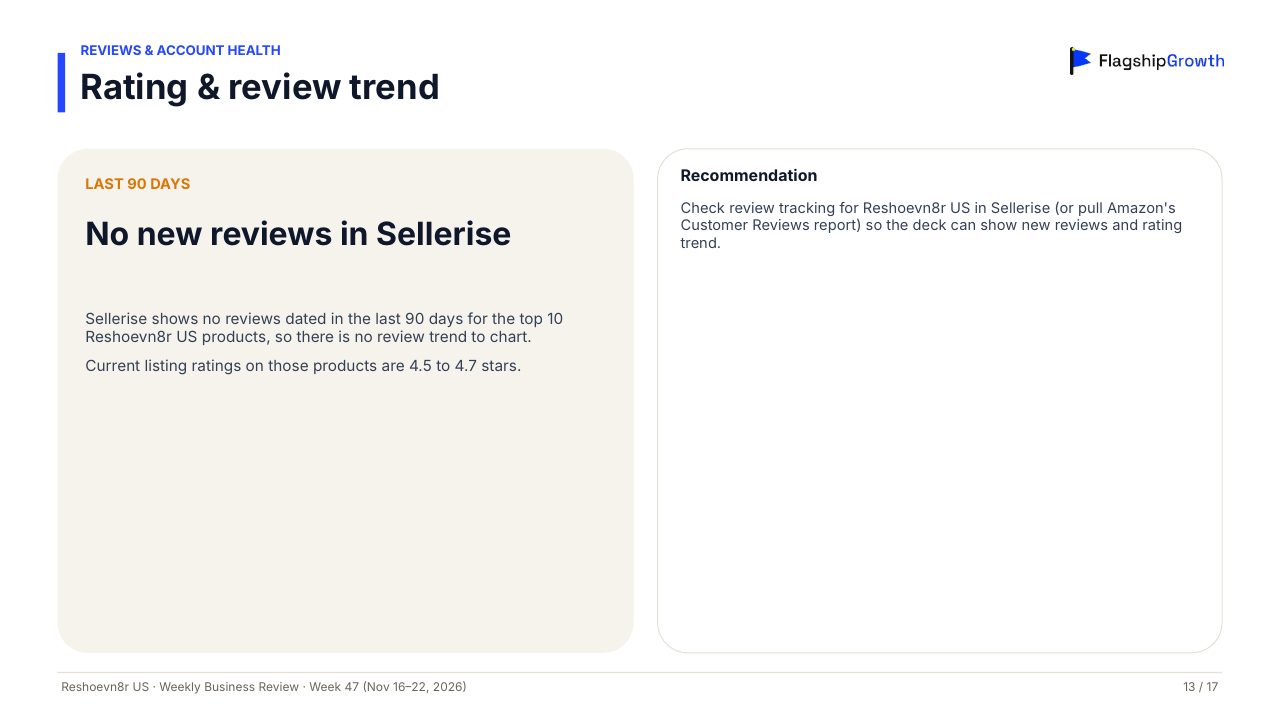 REVIEWS & ACCOUNT HEALTH
Rating & review trend
FlagshipGrowth
LAST 90 DAYS
No new reviews in Sellerise
Sellerise shows no reviews dated in the last 90 days for the top 10
Reshoevn8r US products, so there is no review trend to chart.
Current listing ratings on those products are 4.5 to 4.7 stars.
Recommendation
Check review tracking for Reshoevn8r US in Sellerise (or pull Amazon's
Customer Reviews report) so the deck can show new reviews and rating
trend.
Reshoevn8r US · Weekly Business Review · Week 47 (Nov 16–22, 2026)
13 / 17